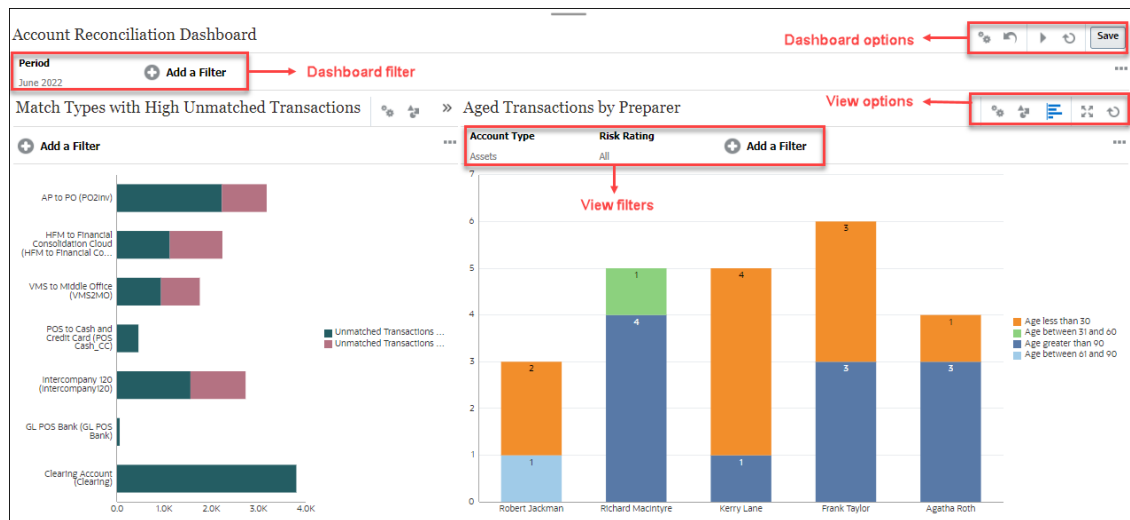 Account Reconciliation Dashboard
Dashboard options
Save
Period
June 2022
Add a Filter
Dashboard filter
Match Types with High Unmatched Transactions
Aged Transactions by Preparer
View options
Add a Filter
Account Type
Assets
Risk Rating
All
Add a Filter
View filters
AP to PO (PO2Inv)
HFM to Financial
Consolidation Cloud
(HFM to Financial Co...
VMS to Middle Office
(VMS2MO)
POS to Cash and
Credit Card (POS
Cash_CC)
Intercompany 120
(Intercompany120)
GL POS Bank (GL POS
Bank)
Clearing Account
(Clearing)
0.0 1.0K 2.0K 3.0K 4.0K
Unmatched Transactions ...
Unmatched Transactions ...
7
6
5
4
3
2
1
0
2
1
1
4
4
1
3
3
1
3
Robert Jackman
Richard Macintyre
Kerry Lane
Frank Taylor
Agatha Roth
Age less than 30
Age between 31 and 60
Age greater than 90
Age between 61 and 90